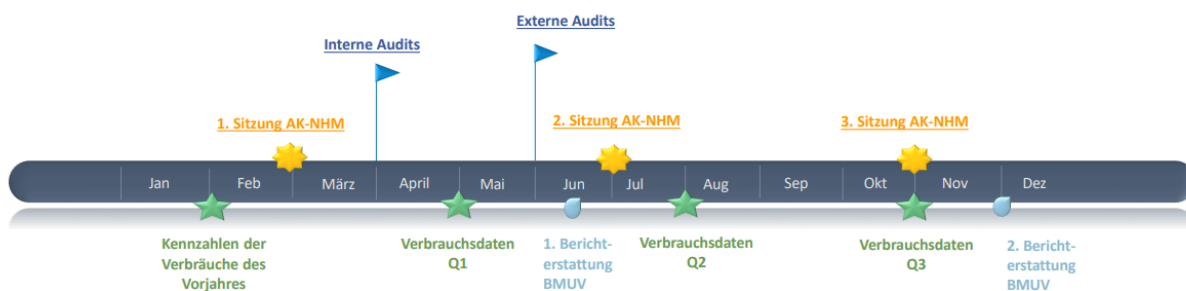 Externe Audits
Interne Audits
1. Sitzung AK-NHM
2. Sitzung AK-NHM
3. Sitzung AK-NHM
Jan
Feb
März
April
Mai
Jun
Jul
Aug
Sep
Okt
Nov
Dez
Kennzahlen der
Verbräuche des
Vorjahres
Verbrauchsdaten
Q1
1. Bericht-
erstattung
BMUV
Verbrauchsdaten
Q2
Verbrauchsdaten
Q3
2. Bericht-
erstattung
BMUV